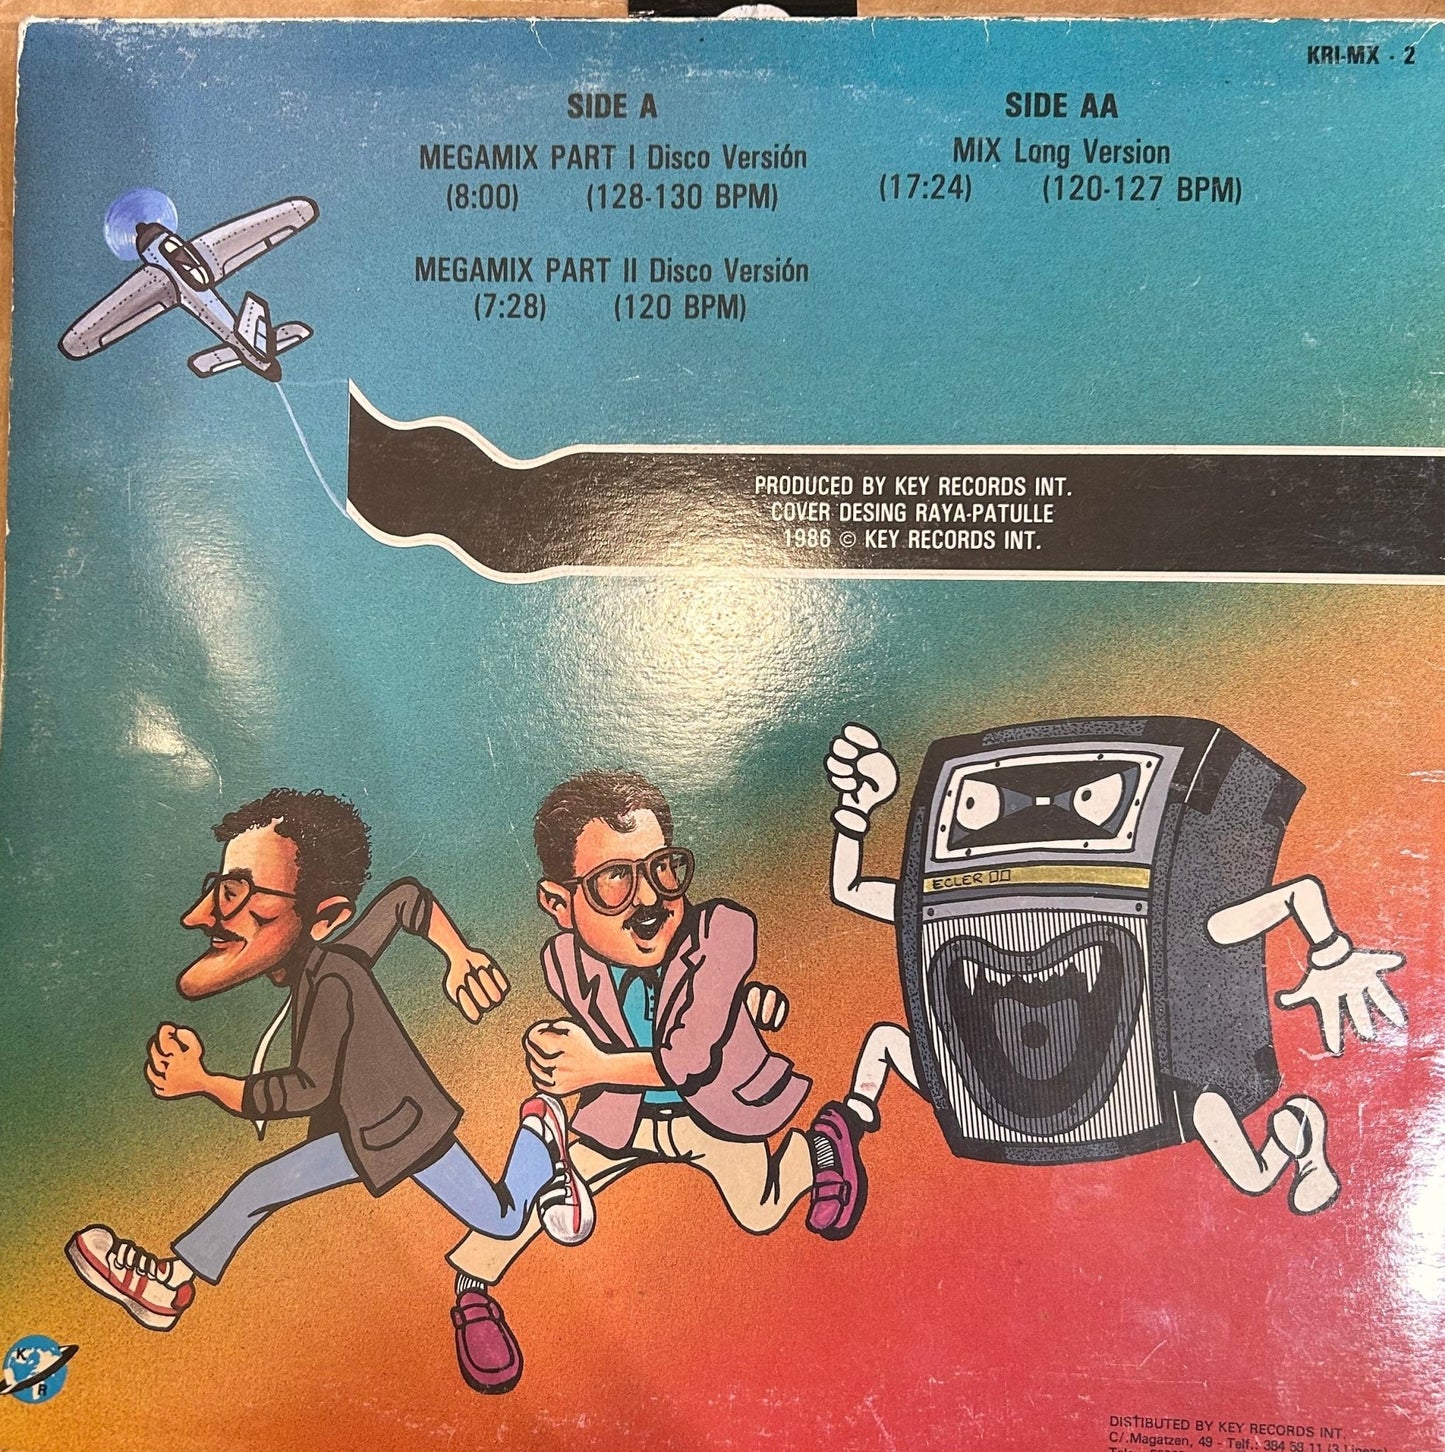 KRI-MX - 2
SIDE A
MEGAMIX PART I Disco Versión
(8:00) (128-130 BPM)
MEGAMIX PART II Disco Versión
(7:28) (120 BPM)
SIDE AA
MIX Long Version
(17:24) (120-127 BPM)
PRODUCED BY KEY RECORDS INT.
COVER DESING RAYA-PATULLE
1986 © KEY RECORDS INT.
ECLER
K
R
DISTIBUTED BY KEY RECORDS INT.
C/.Magatzen, 49 - Telf.: 384 59 11